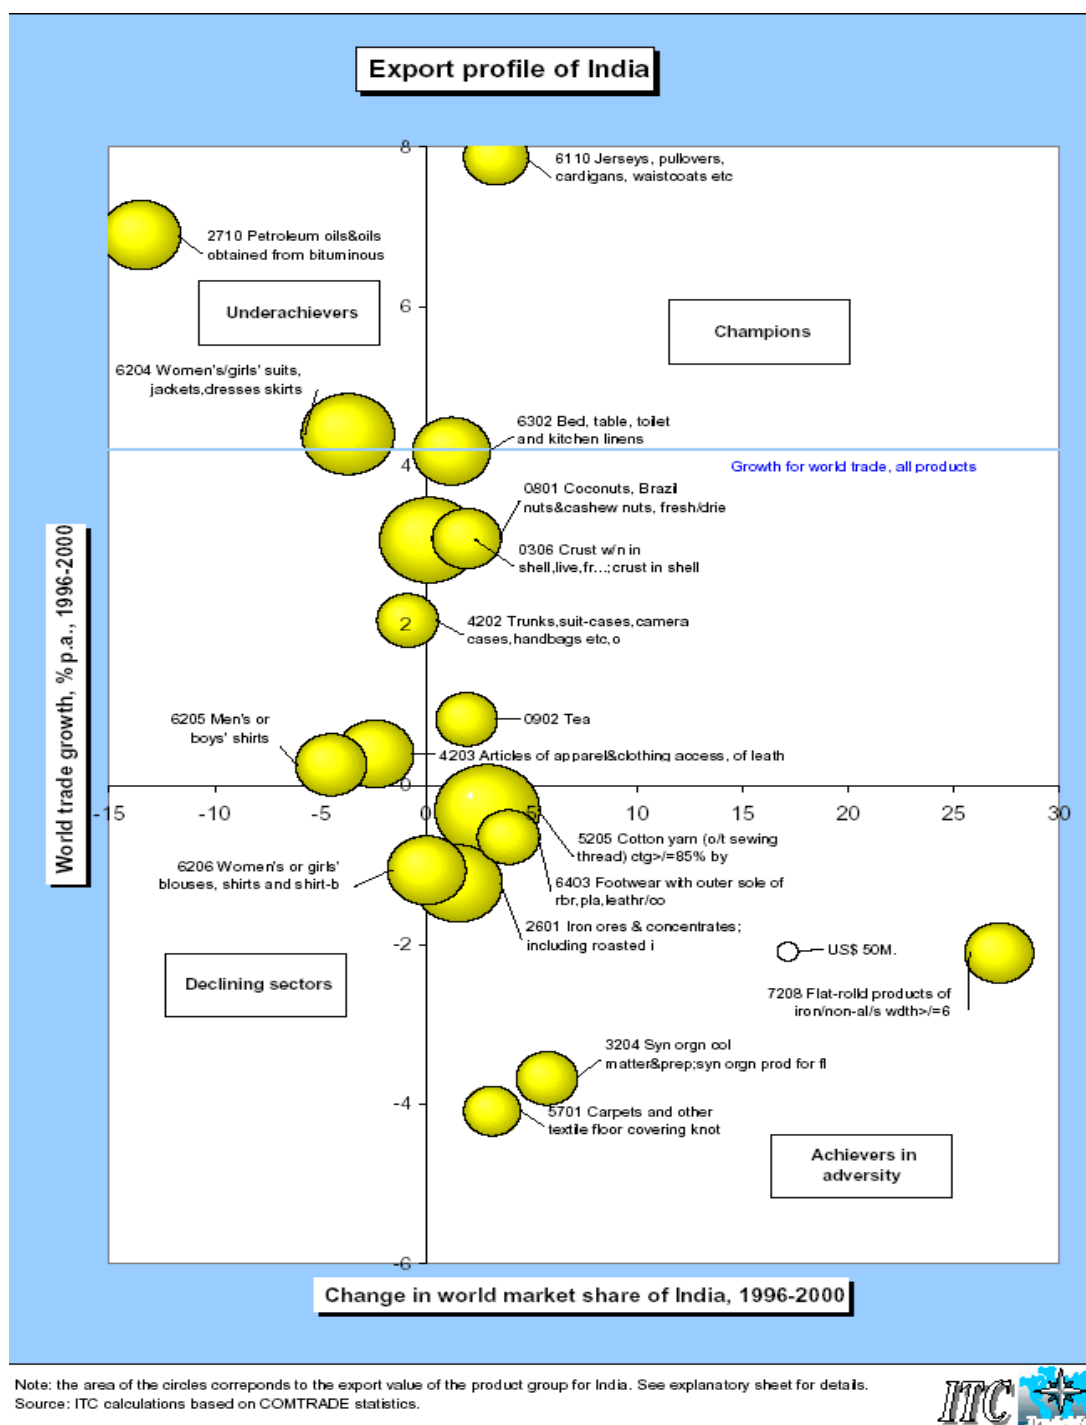 Export profile of India
8
6110 Jerseys, pullovers,
cardigans, waistcoats etc
2710 Petroleum oils&oils
obtained from bituminous
Underachievers
6
Champions
6204 Women's/girls' suits,
jackets,dresses skirts
6302 Bed, table, toilet
and kitchen linens
4
Growth for world trade, all products
0801 Coconuts, Brazil
nuts&cashew nuts, fresh/drie
0306 Crust w/n in
shell,live,fr...;crust in shell
2
4202 Trunks,suit-cases,camera
cases,handbags etc,o
World trade growth, % p.a., 1996-2000
6205 Men's or
boys' shirts
0902 Tea
4203 Articles of apparel&clothing access, of leath
0
-15 -10 -5 0 5 10 15 20 25 30
5205 Cotton yarn (o/t sewing
thread) ctg>/=85% by
6206 Women's or girls'
blouses, shirts and shirt-b
6403 Footwear with outer sole of
rbr,pla,leathr/co
2601 Iron ores & concentrates;
including roasted i
-2
US$ 50M.
Declining sectors
7208 Flat-rolld products of
iron/non-al/s wdth>/=6
3204 Syn orgn col
matter&prep;syn orgn prod for fl
-4
5701 Carpets and other
textile floor covering knot
Achievers in
adversity
-6
Change in world market share of India, 1996-2000
Note: the area of the circles correponds to the export value of the product group for India. See explanatory sheet for details.
Source: ITC calculations based on COMTRADE statistics.
ITC